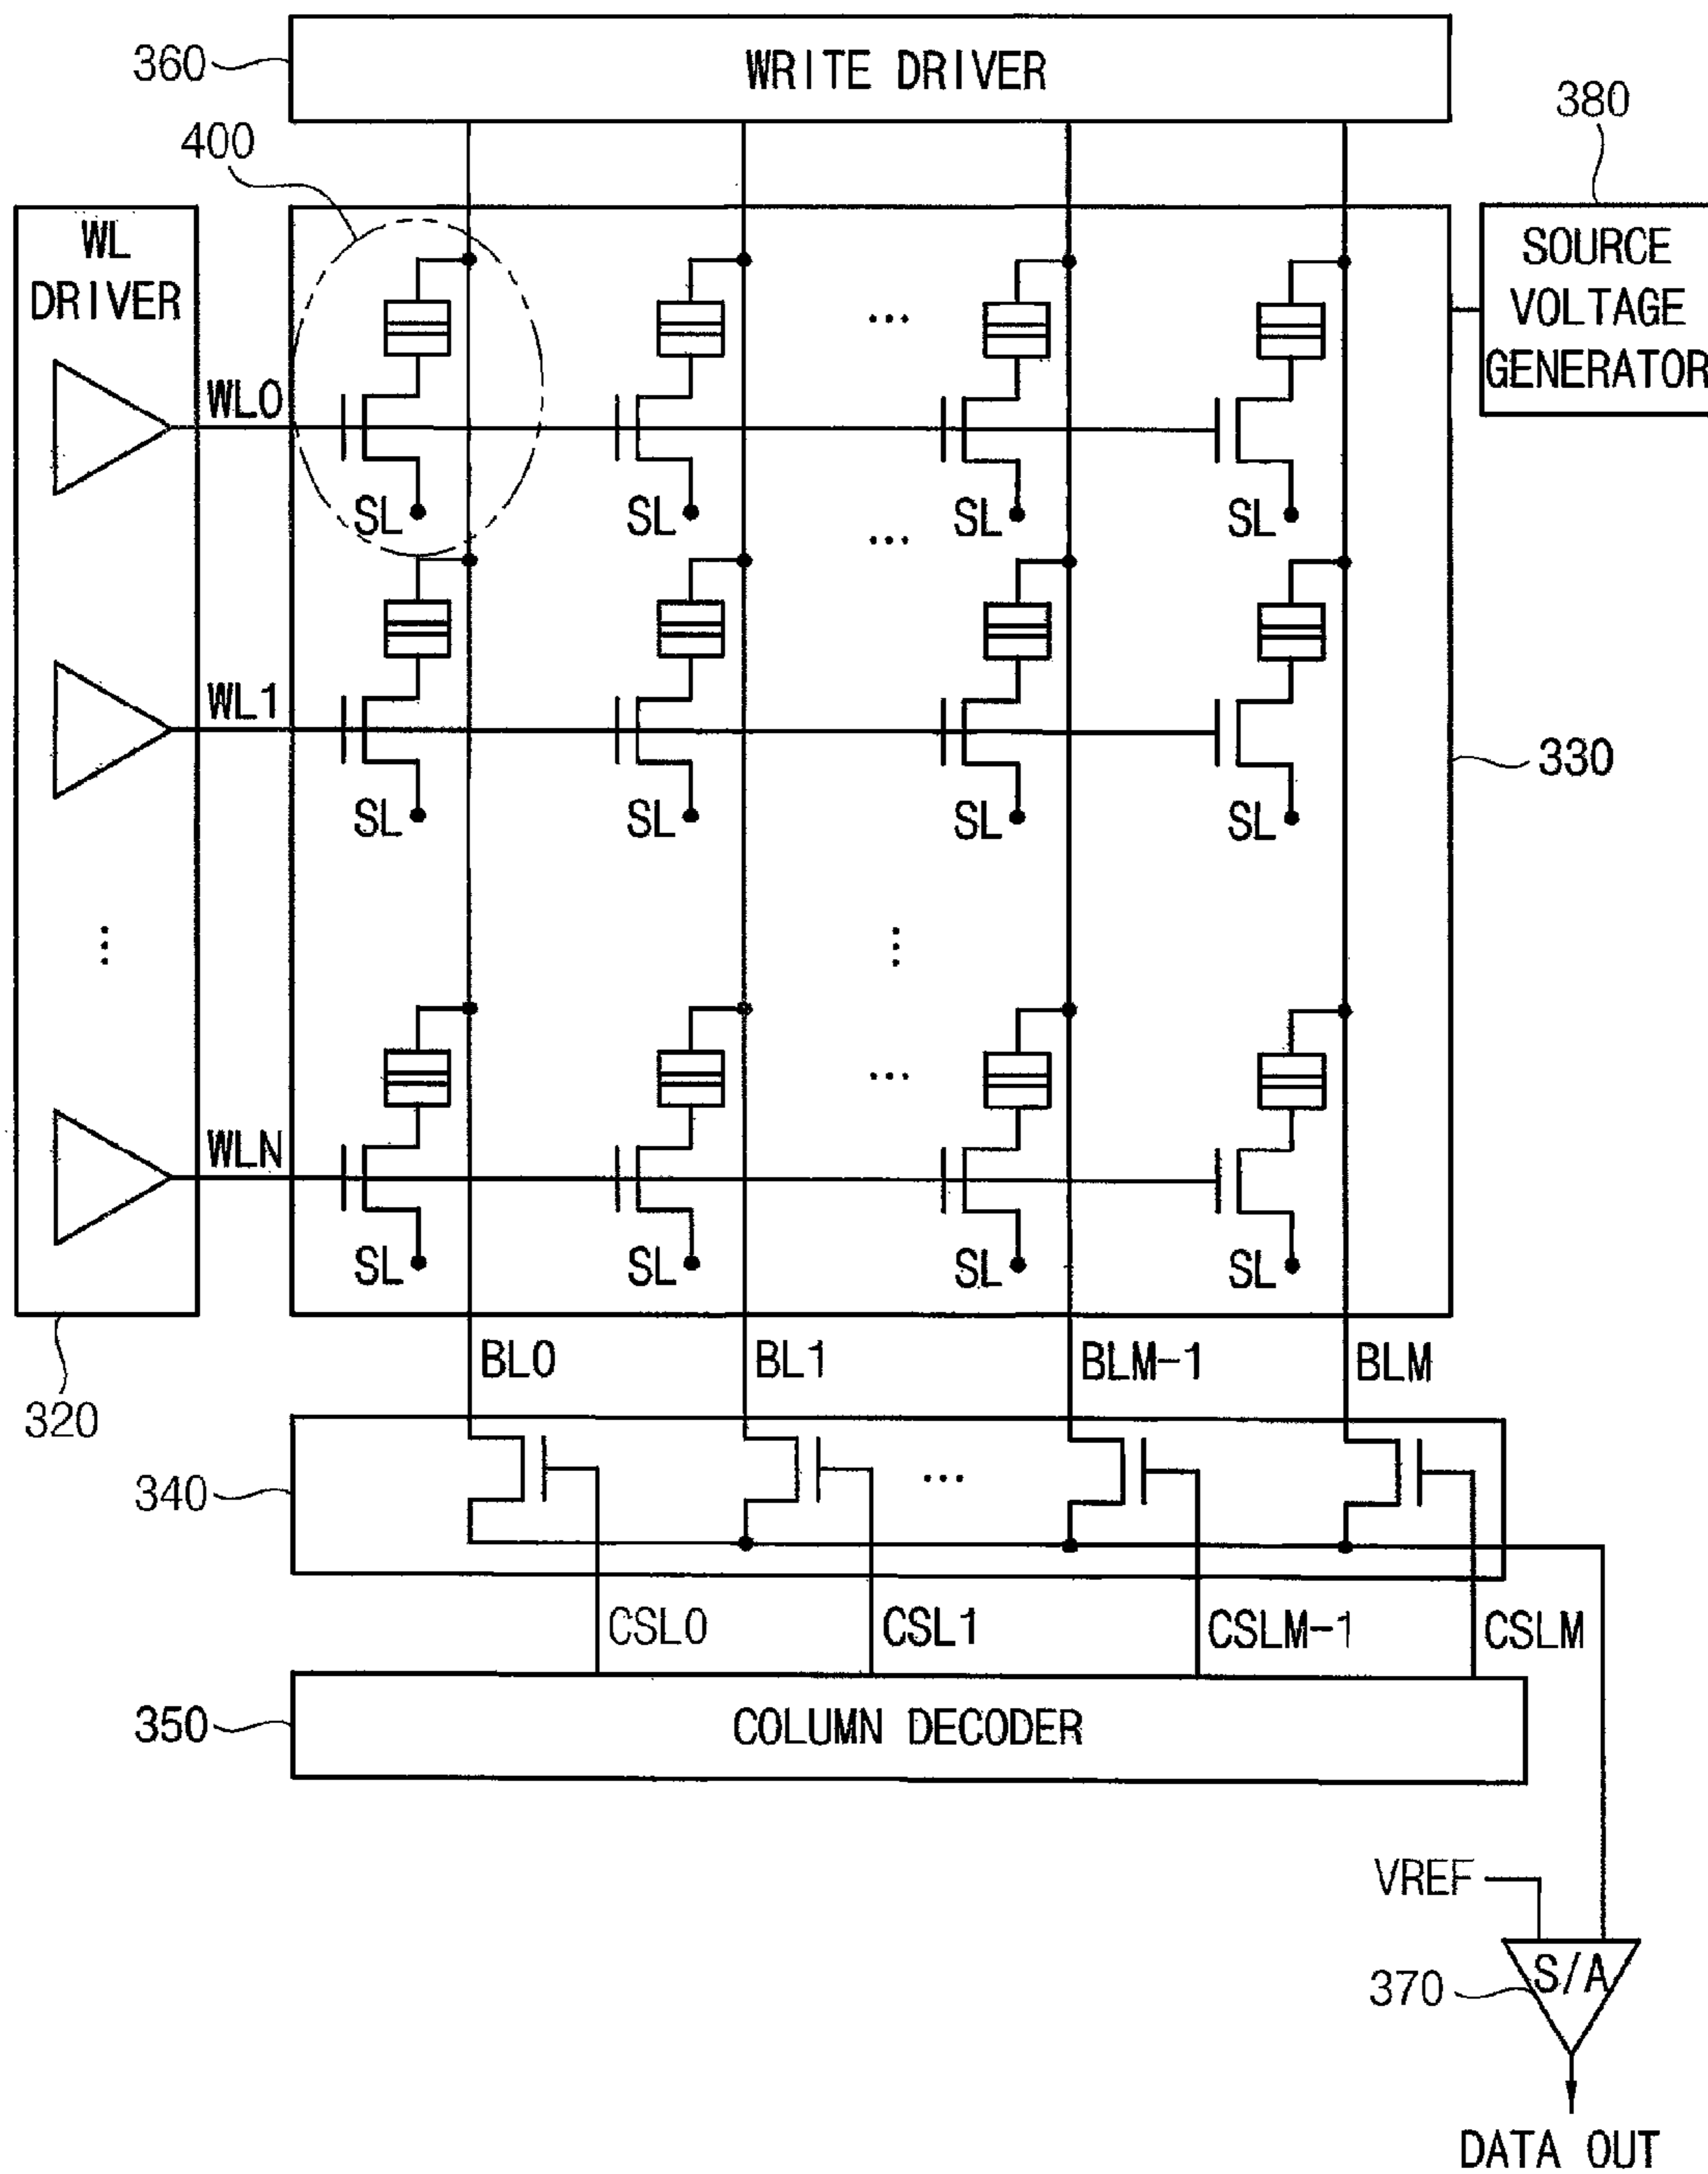 360
WRITE DRIVER
380
400
WL
DRIVER
SOURCE
VOLTAGE
GENERATOR
WL0
SL
SL
SL
SL
...
...
WL1
330
SL
SL
SL
SL
...
...
...
WLN
SL
SL
SL
SL
320
BL0
BL1
BLM-1
BLM
340
...
CSL0
CSL1
CSLM-1
CSLM
350
COLUMN DECODER
VREF
370
S/A
DATA OUT